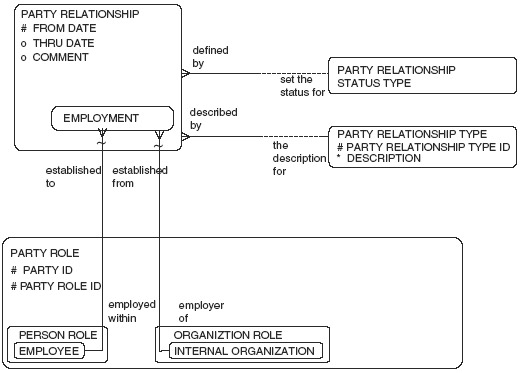 PARTY RELATIONSHIP
# FROM DATE
o THRU DATE
o COMMENT
defined
by
set the
status for
PARTY RELATIONSHIP
STATUS TYPE
EMPLOYMENT
described
by
the
description
for
PARTY RELATIONSHIP TYPE
# PARTY RELATIONSHIP TYPE ID
* DESCRIPTION
established
to
established
from
PARTY ROLE
# PARTY ID
# PARTY ROLE ID
employed
within
employer
of
PERSON ROLE
EMPLOYEE
ORGANIZTION ROLE
INTERNAL ORGANIZATION